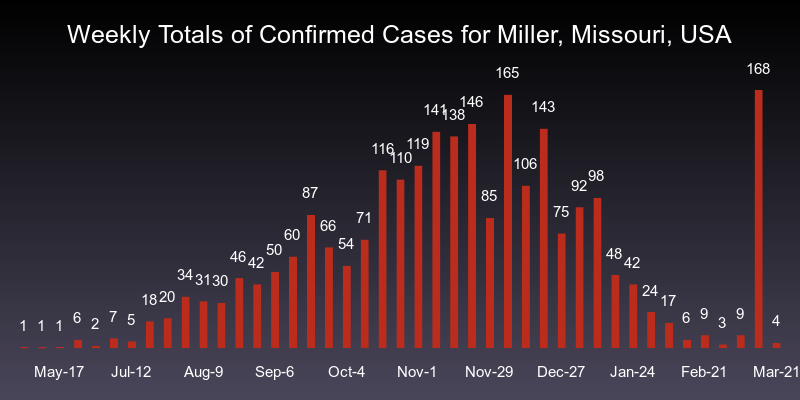 Weekly Totals of Confirmed Cases for Miller, Missouri, USA
1 1 1 6 2 7 5 18 20 34 31 30 46 42 50 60 87 66 54 71 116 110 119 141 138 146 85 165 106 143 75 92 98 48 42 24 17 6 9 3 9 168 4
May-17 Jul-12 Aug-9 Sep-6 Oct-4 Nov-1 Nov-29 Dec-27 Jan-24 Feb-21 Mar-21